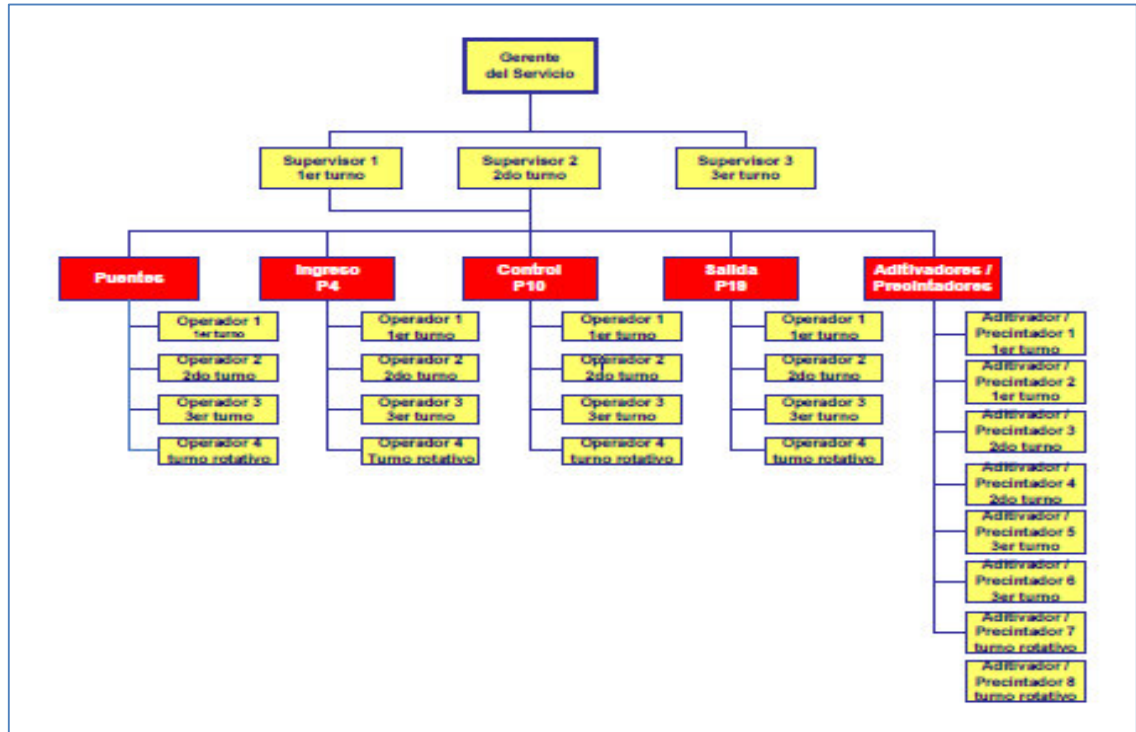 Gerente
del Servicio
Supervisor 1
1er turno
Supervisor 2
2do turno
Supervisor 3
3er turno
Puentes
Ingreso
P4
Control
P10
Salida
P19
Aditivadores /
Precintadores
Operador 1
1er turno
Operador 2
2do turno
Operador 3
3er turno
Operador 4
turno rotativo
Operador 1
1er turno
Operador 2
2do turno
Operador 3
3er turno
Operador 4
Turno rotativo
Operador 1
1er turno
Operador 2
2do turno
Operador 3
3er turno
Operador 4
turno rotativo
Operador 1
1er turno
Operador 2
2do turno
Operador 3
3er turno
Operador 4
turno rotativo
Aditivador /
Precintador 1
1er turno
Aditivador /
Precintador 2
1er turno
Aditivador /
Precintador 3
2do turno
Aditivador /
Precintador 4
2do turno
Aditivador /
Precintador 5
3er turno
Aditivador /
Precintador 6
3er turno
Aditivador /
Precintador 7
turno rotativo
Aditivador /
Precintador 8
turno rotativo